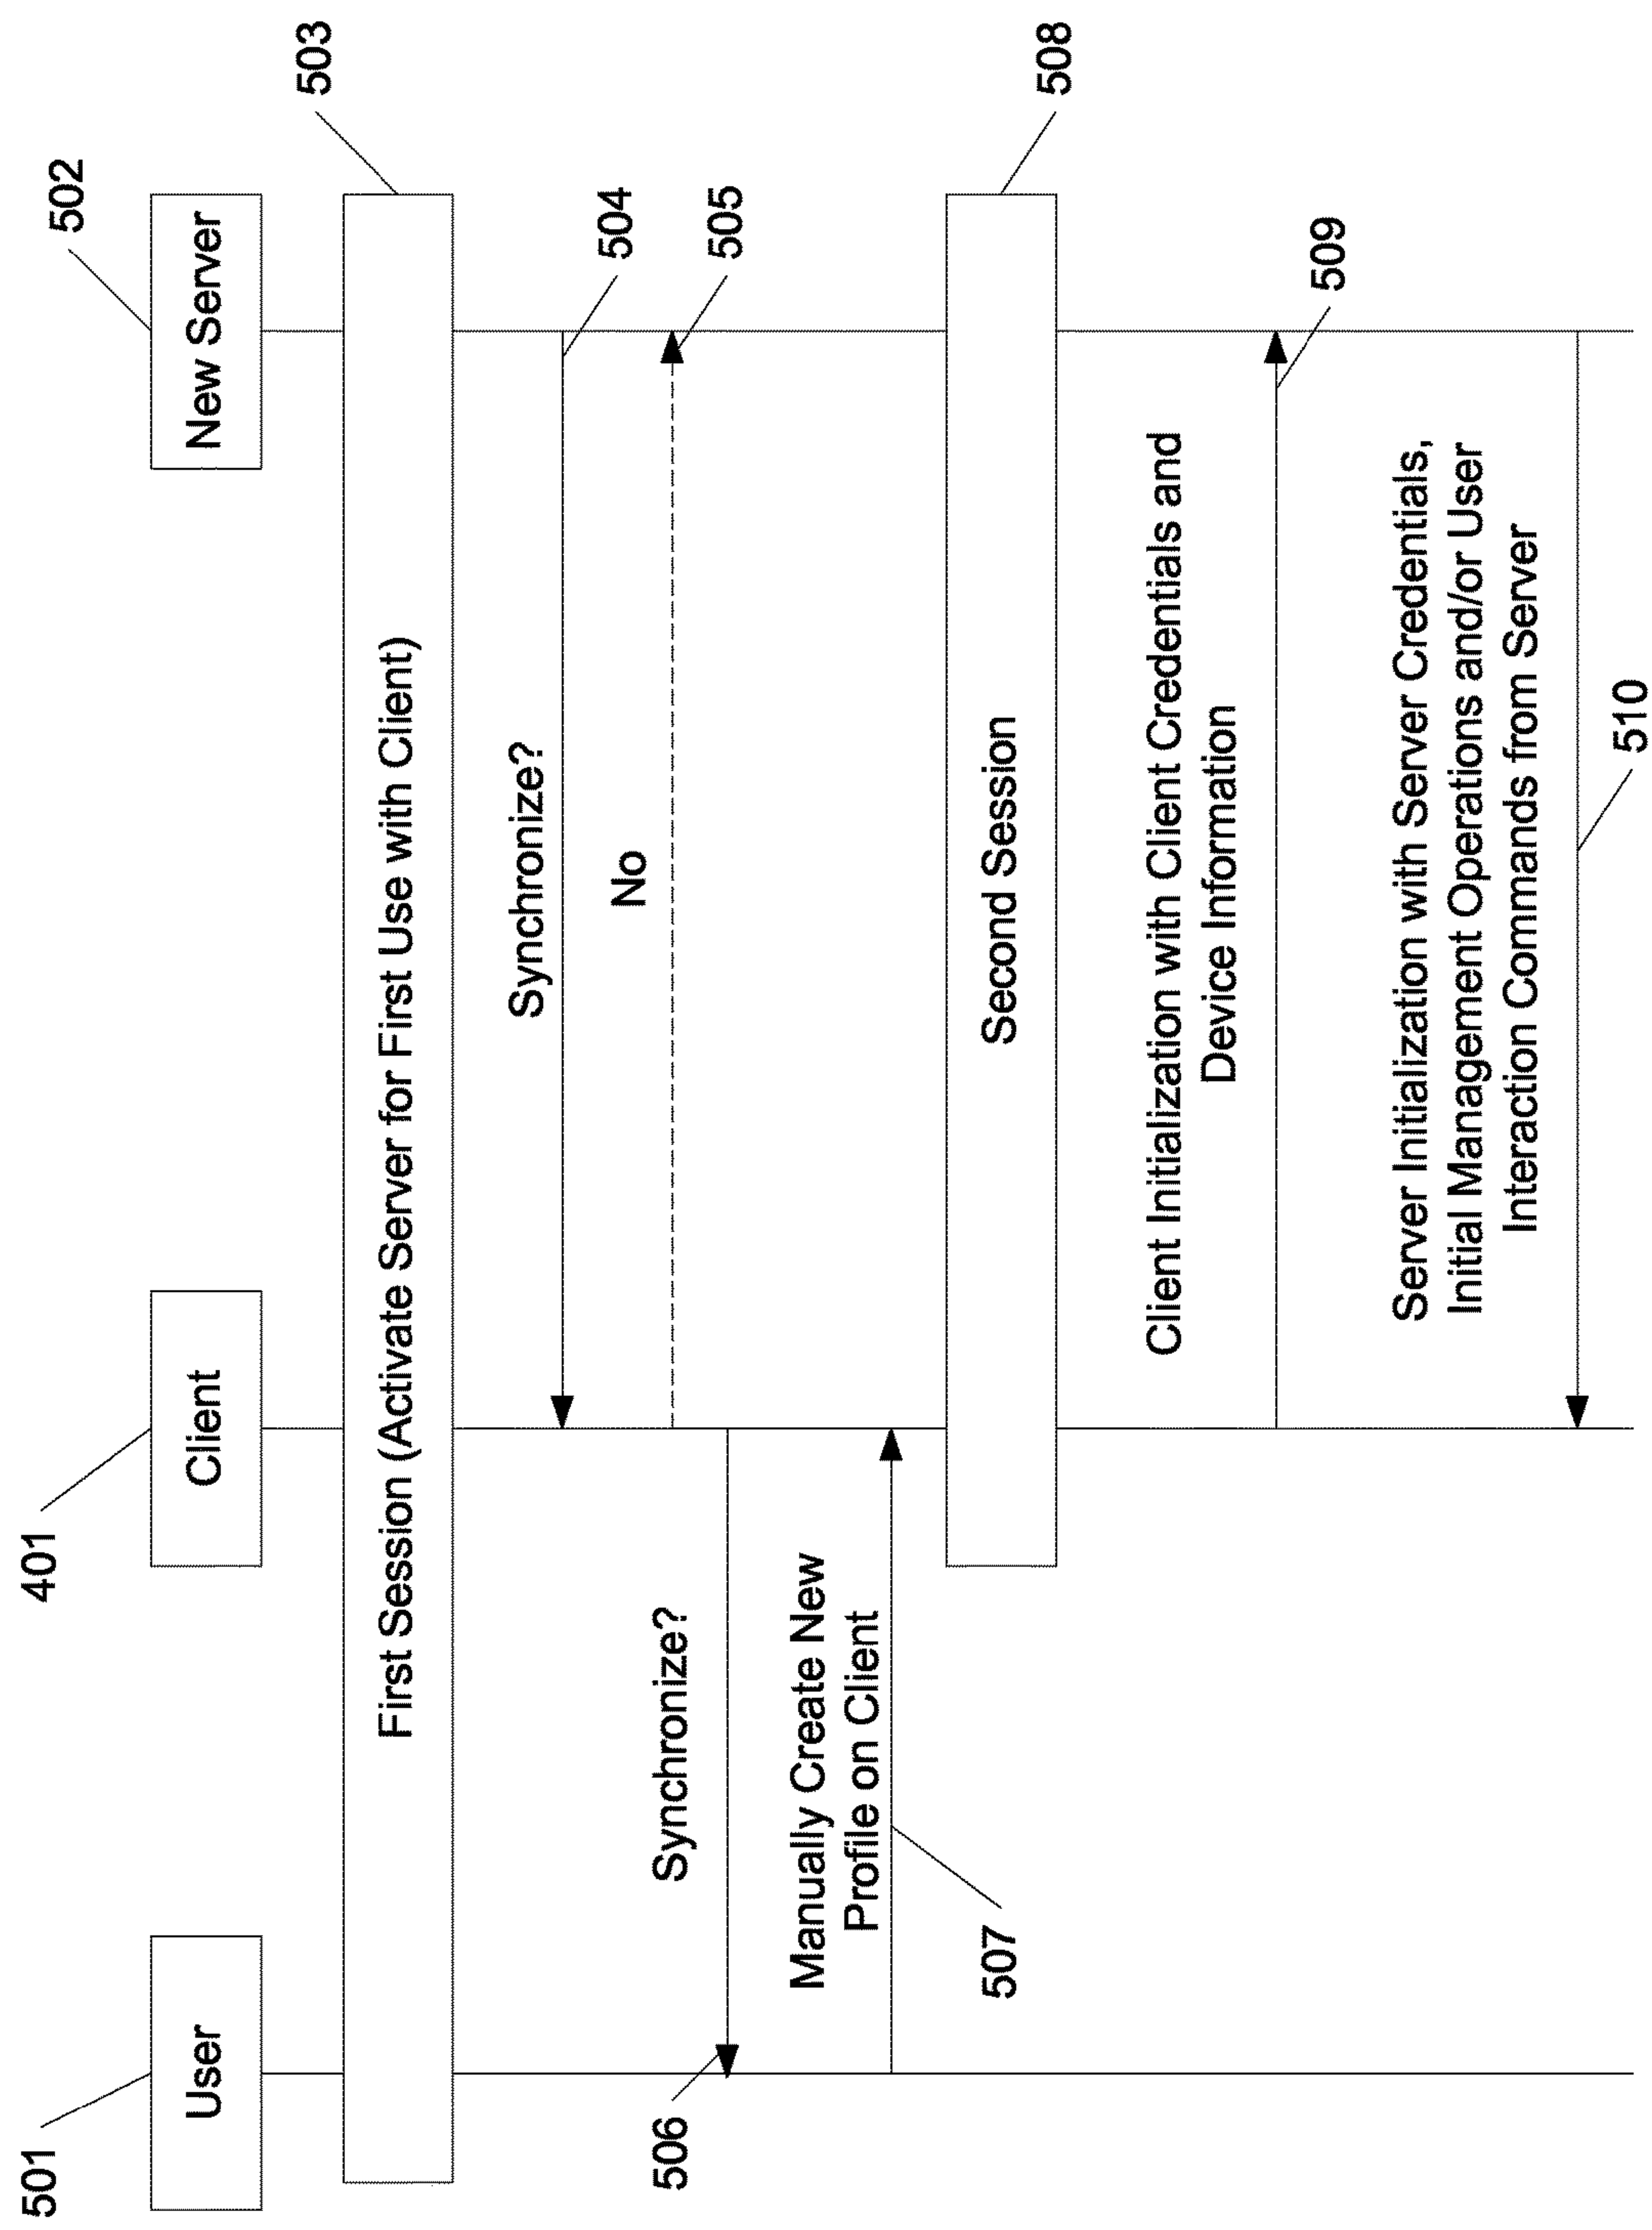 501
401
502
User
Client
New Server
503
First Session (Activate Server for First Use with Client)
Synchronize?
504
No
505
506
Synchronize?
Manually Create New
Profile on Client
507
508
Second Session
Client Initialization with Client Credentials and
Device Information
509
Server Initialization with Server Credentials,
Initial Management Operations and/or User
Interaction Commands from Server
510